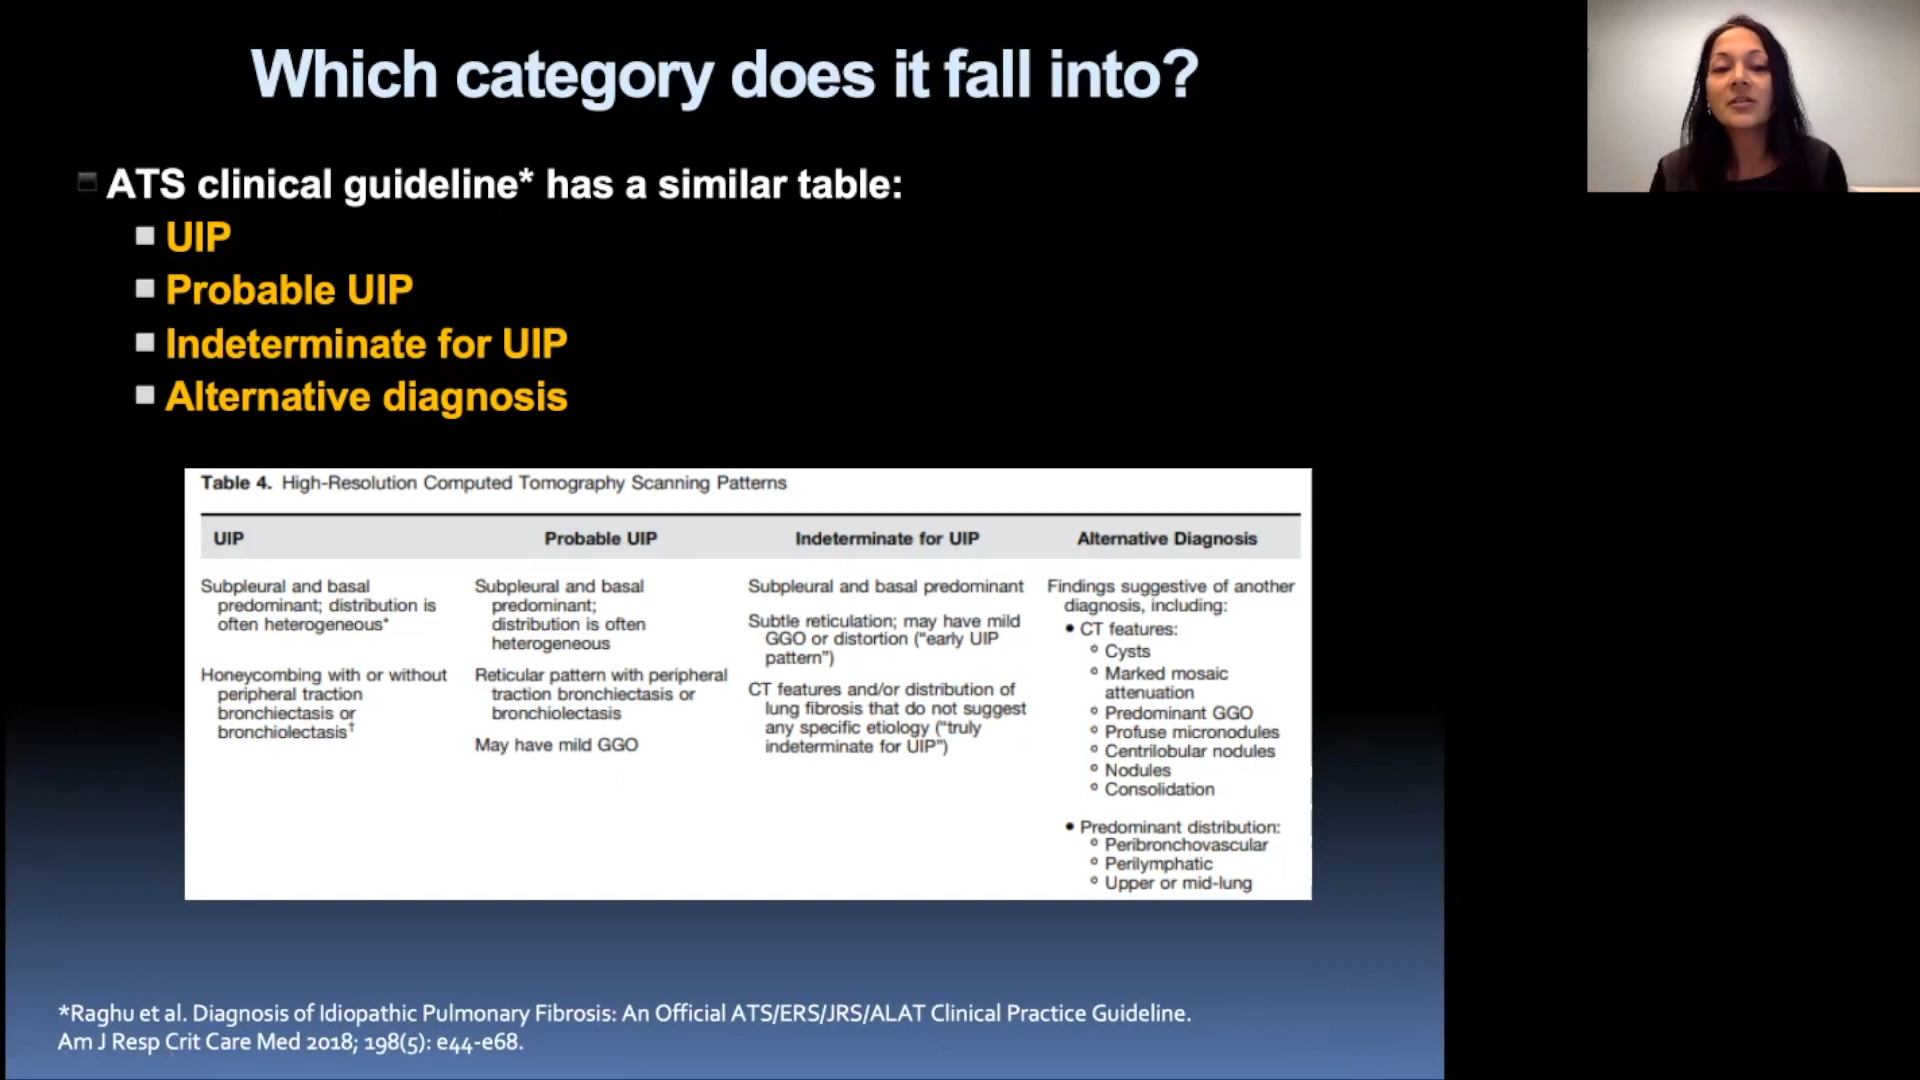 Which category does it fall into?
ATS clinical guideline* has a similar table:
UIP
Probable UIP
Indeterminate for UIP
Alternative diagnosis
Table 4. High-Resolution Computed Tomography Scanning Patterns
UIP
Probable UIP
Indeterminate for UIP
Alternative Diagnosis
Subpleural and basal
predominant; distribution is
often heterogeneous*
Honeycombing with or without
peripheral traction
bronchiectasis or
bronchiolectasis†
Subpleural and basal
predominant;
distribution is often
heterogeneous
Reticular pattern with peripheral
traction bronchiectasis or
bronchiolectasis
May have mild GGO
Subpleural and basal predominant
Subtle reticulation; may have mild
GGO or distortion (“early UIP
pattern”)
CT features and/or distribution of
lung fibrosis that do not suggest
any specific etiology (“truly
indeterminate for UIP”)
Findings suggestive of another
diagnosis, including:
• CT features:
° Cysts
° Marked mosaic
attenuation
° Predominant GGO
° Profuse micronodules
° Centrilobular nodules
° Nodules
° Consolidation
• Predominant distribution:
° Peribronchovascular
° Perilymphatic
° Upper or mid-lung
*Raghu et al. Diagnosis of Idiopathic Pulmonary Fibrosis: An Official ATS/ERS/JRS/ALAT Clinical Practice Guideline.
Am J Resp Crit Care Med 2018; 198(5): e44-e68.